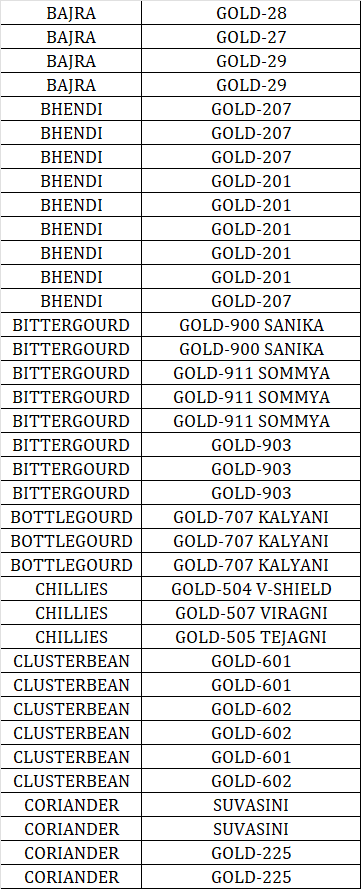 BAJRA GOLD-28
BAJRA GOLD-27
BAJRA GOLD-29
BAJRA GOLD-29
BHENDI GOLD-207
BHENDI GOLD-207
BHENDI GOLD-207
BHENDI GOLD-201
BHENDI GOLD-201
BHENDI GOLD-201
BHENDI GOLD-201
BHENDI GOLD-201
BHENDI GOLD-207
BITTERGOURD GOLD-900 SANIKA
BITTERGOURD GOLD-900 SANIKA
BITTERGOURD GOLD-911 SOMMYA
BITTERGOURD GOLD-911 SOMMYA
BITTERGOURD GOLD-911 SOMMYA
BITTERGOURD GOLD-903
BITTERGOURD GOLD-903
BITTERGOURD GOLD-903
BOTTLEGOURD GOLD-707 KALYANI
BOTTLEGOURD GOLD-707 KALYANI
BOTTLEGOURD GOLD-707 KALYANI
CHILLIES GOLD-504 V-SHIELD
CHILLIES GOLD-507 VIRAGNI
CHILLIES GOLD-505 TEJAGNI
CLUSTERBEAN GOLD-601
CLUSTERBEAN GOLD-601
CLUSTERBEAN GOLD-602
CLUSTERBEAN GOLD-602
CLUSTERBEAN GOLD-601
CLUSTERBEAN GOLD-602
CORIANDER SUVASINI
CORIANDER SUVASINI
CORIANDER GOLD-225
CORIANDER GOLD-225